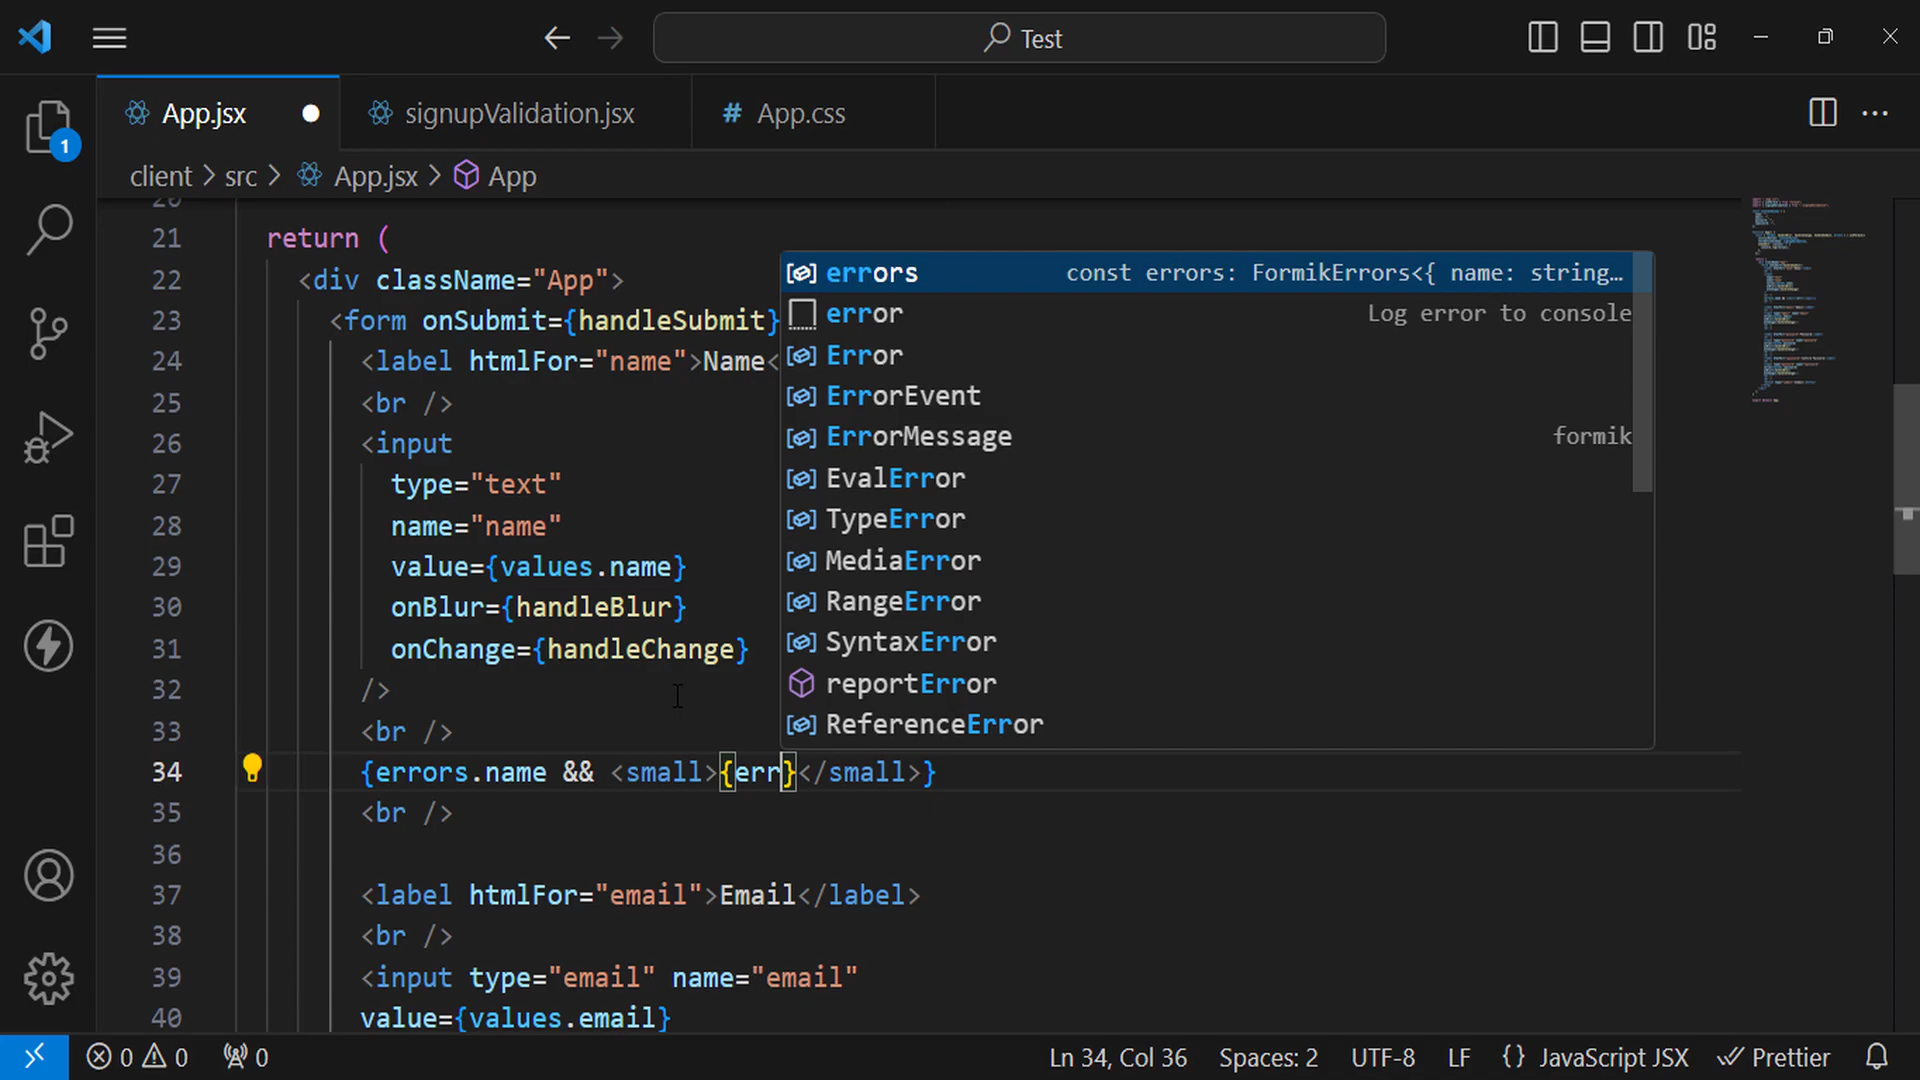 Test
App.jsx
signupValidation.jsx
# App.css
1
client > src > App.jsx > App
20
21 return (
22 <div className="App">
23 <form onSubmit={handleSubmit}
24 <label htmlFor="name">Name<
25 <br />
26 <input
27 type="text"
28 name="name"
29 value={values.name}
30 onBlur={handleBlur}
31 onChange={handleChange}
32 />
33 <br />
34 {errors.name && <small>{err}</small>}
35 <br />
36
37 <label htmlFor="email">Email</label>
38 <br />
39 <input type="email" name="email"
40 value={values.email}
errors const errors: FormikErrors<{ name: string…
error Log error to console
Error
ErrorEvent
ErrorMessage formik
EvalError
TypeError
MediaError
RangeError
SyntaxError
reportError
ReferenceError
0 0 0 Ln 34, Col 36 Spaces: 2 UTF-8 LF {} JavaScript JSX Prettier